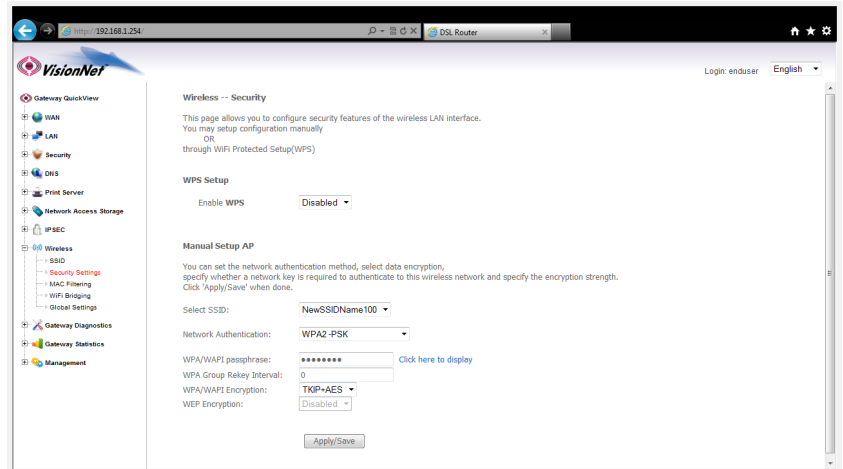 http://192.168.1.254/
DSL Router
VisionNet
Login: enduser
English
Gateway QuickView
WAN
LAN
Security
DNS
Print Server
Network Access Storage
IPSEC
Wireless
SSID
Security Settings
MAC Filtering
WiFi Bridging
Global Settings
Gateway Diagnostics
Gateway Statistics
Management
Wireless -- Security
This page allows you to configure security features of the wireless LAN interface.
You may setup configuration manually
OR
through WiFi Protected Setup(WPS)
WPS Setup
Enable WPS
Disabled
Manual Setup AP
You can set the network authentication method, select data encryption,
specify whether a network key is required to authenticate to this wireless network and specify the encryption strength.
Click 'Apply/Save' when done.
Select SSID:
NewSSIDName100
Network Authentication:
WPA2 -PSK
WPA/WAPI passphrase:
••••••••
Click here to display
WPA Group Rekey Interval:
0
WPA/WAPI Encryption:
TKIP+AES
WEP Encryption:
Disabled
Apply/Save